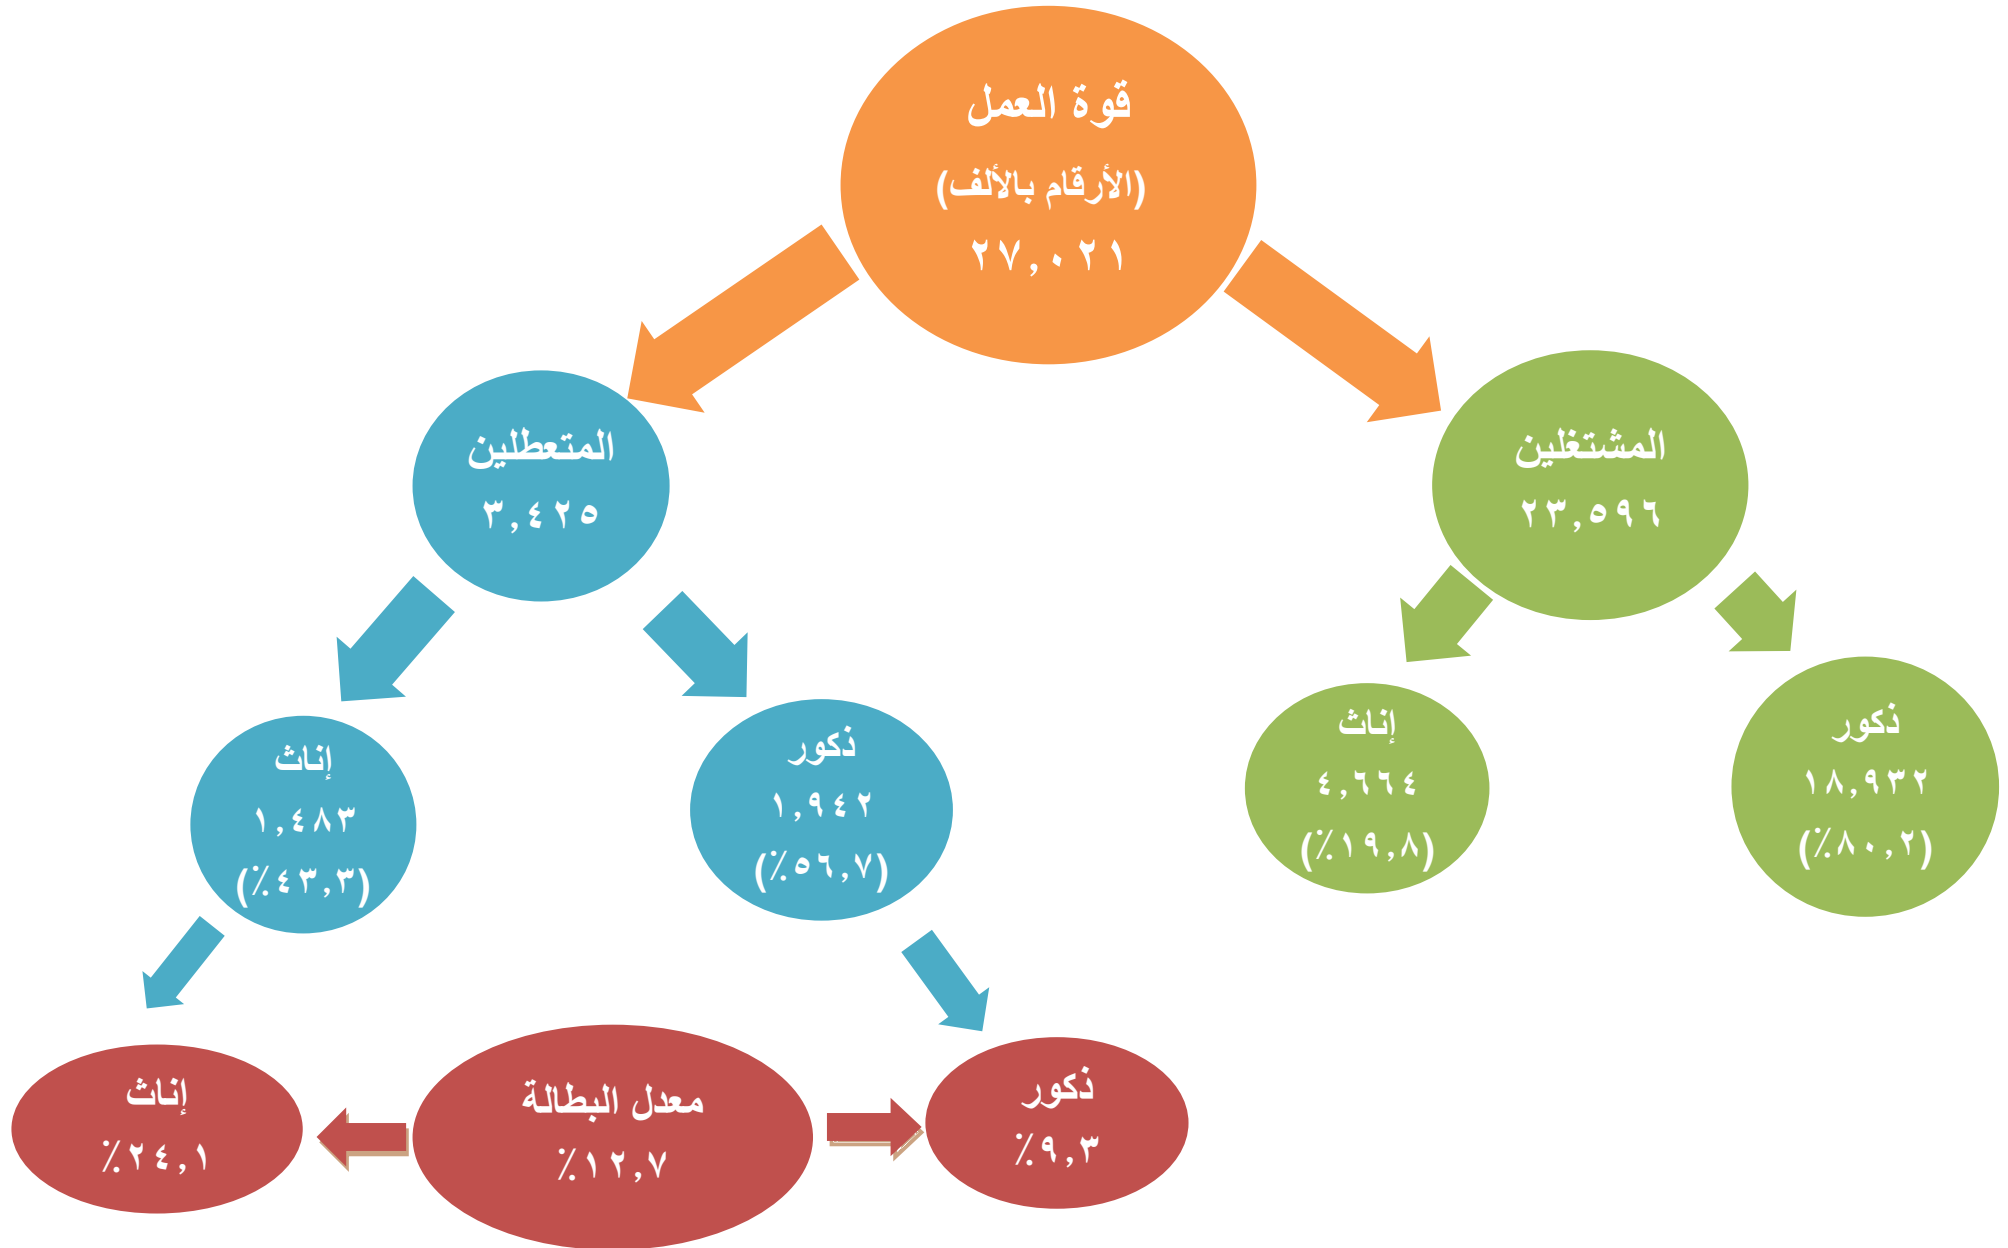 قوة العمل
(الأرقام بالألف)
٢٧,٠٢١
المشتغلين
٢٣,٥٩٦
المتعطلين
٣,٤٢٥
ذكور
١٨,٩٣٢
(٨٠,٢٪)
إناث
٤,٦٦٤
(١٩,٨٪)
ذكور
١,٩٤٢
(٥٦,٧٪)
إناث
١,٤٨٣
(٤٣,٣٪)
ذكور
٩,٣٪
معدل البطالة
١٢,٧٪
إناث
٢٤,١٪